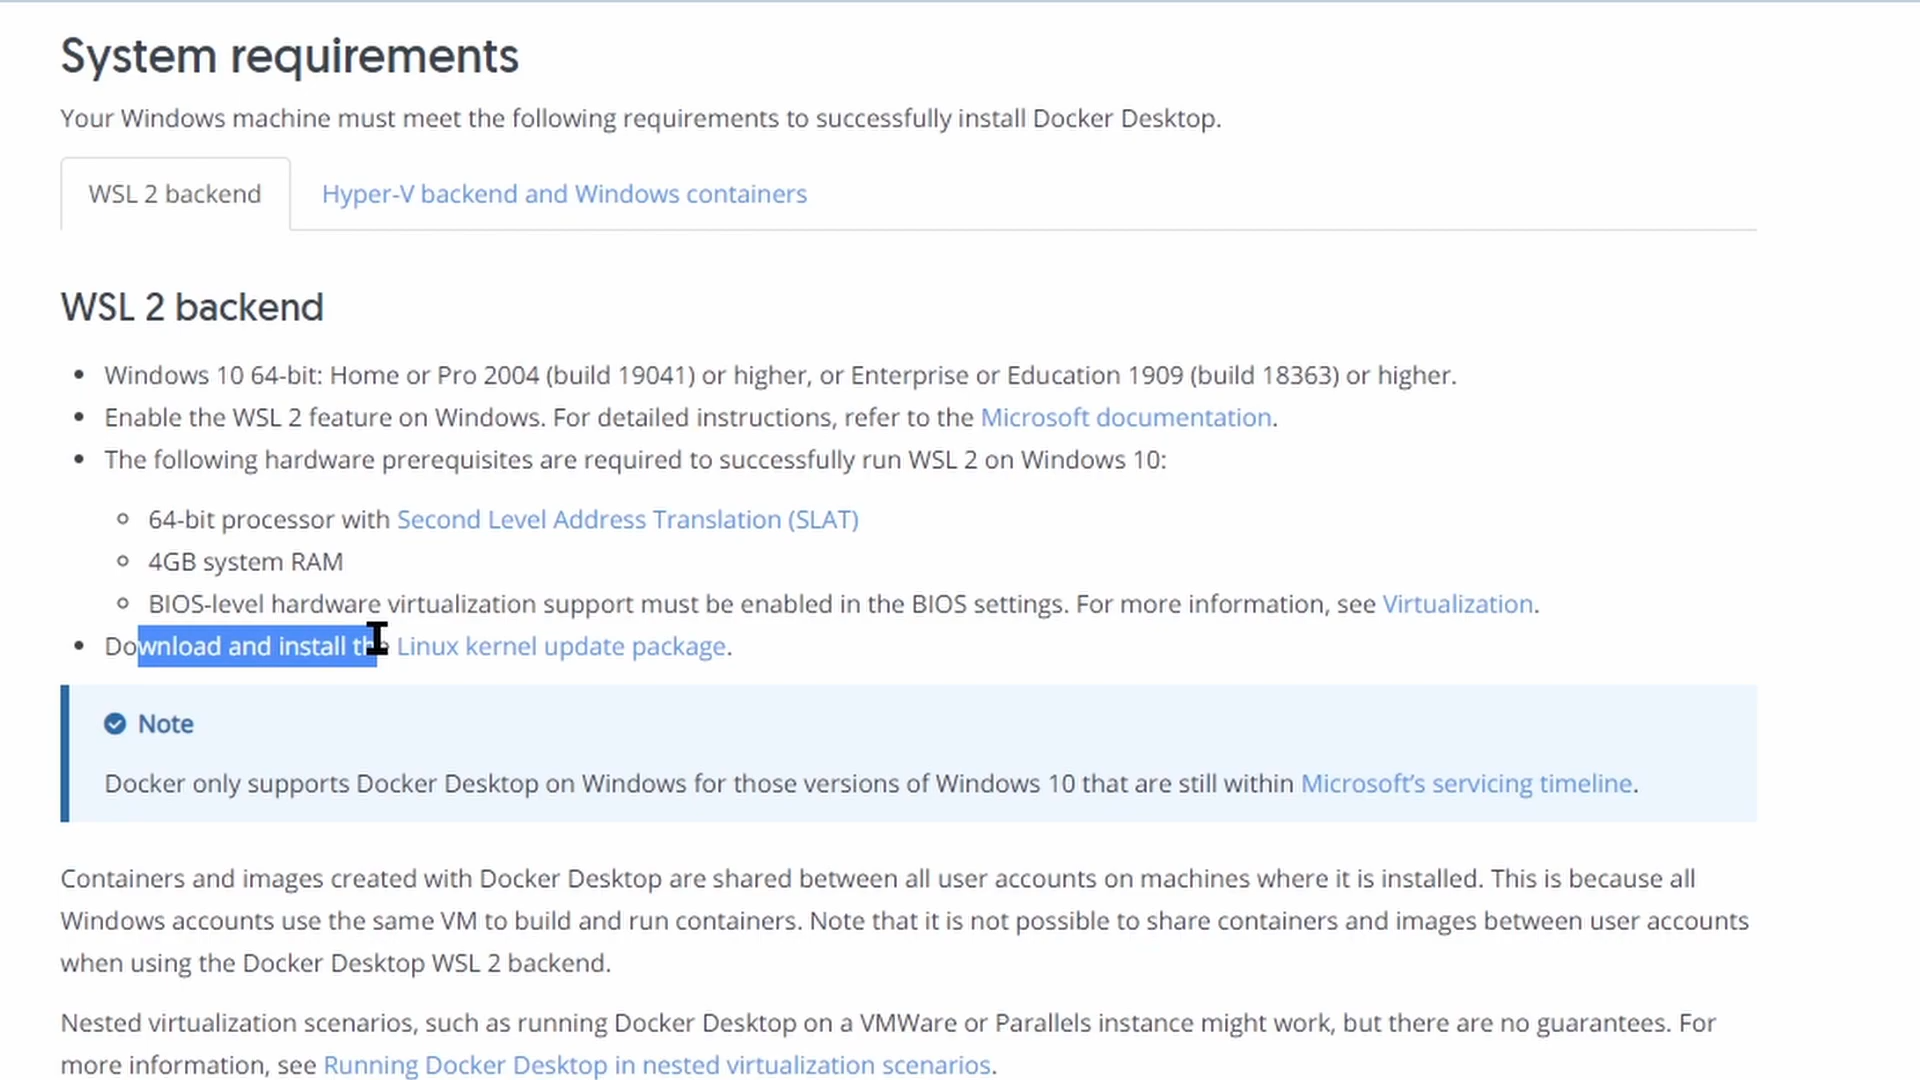 System requirements
Your Windows machine must meet the following requirements to successfully install Docker Desktop.
WSL 2 backend
Hyper-V backend and Windows containers
WSL 2 backend
Windows 10 64-bit: Home or Pro 2004 (build 19041) or higher, or Enterprise or Education 1909 (build 18363) or higher.
Enable the WSL 2 feature on Windows. For detailed instructions, refer to the Microsoft documentation.
The following hardware prerequisites are required to successfully run WSL 2 on Windows 10:
64-bit processor with Second Level Address Translation (SLAT)
4GB system RAM
BIOS-level hardware virtualization support must be enabled in the BIOS settings. For more information, see Virtualization.
Download and install the Linux kernel update package.
Note
Docker only supports Docker Desktop on Windows for those versions of Windows 10 that are still within Microsoft’s servicing timeline.
Containers and images created with Docker Desktop are shared between all user accounts on machines where it is installed. This is because all
Windows accounts use the same VM to build and run containers. Note that it is not possible to share containers and images between user accounts
when using the Docker Desktop WSL 2 backend.
Nested virtualization scenarios, such as running Docker Desktop on a VMWare or Parallels instance might work, but there are no guarantees. For
more information, see Running Docker Desktop in nested virtualization scenarios.